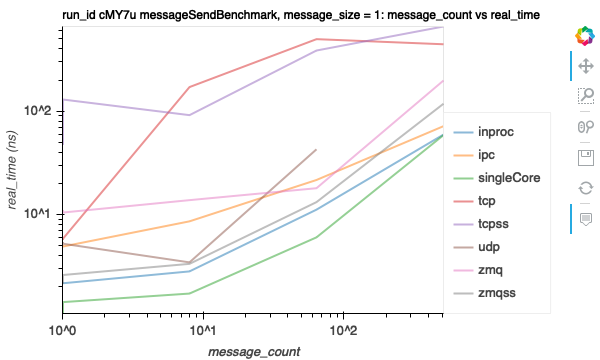 run_id cMY7u messageSendBenchmark, message_size = 1: message_count vs real_time
real_time (ns)
10^2
10^1
10^0
10^1
10^2
message_count
inproc
ipc
singleCore
tcp
tcpss
udp
zmq
zmqss